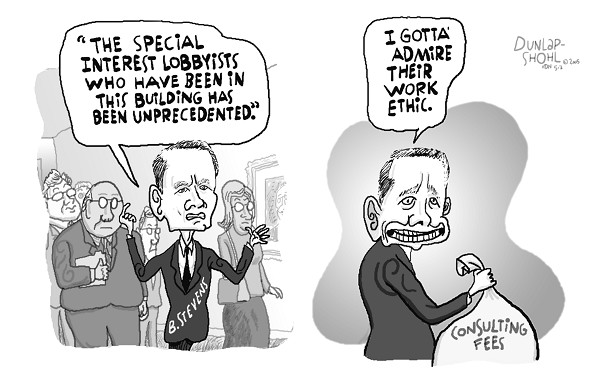 "THE SPECIAL
INTEREST LOBBYISTS
WHO HAVE BEEN IN
THIS BUILDING HAS
BEEN UNPRECEDENTED."
B. STEVENS
I GOTTA'
ADMIRE
THEIR
WORK
ETHIC.
DUNLAP-
SHOHL
©2006
CONSULTING
FEES